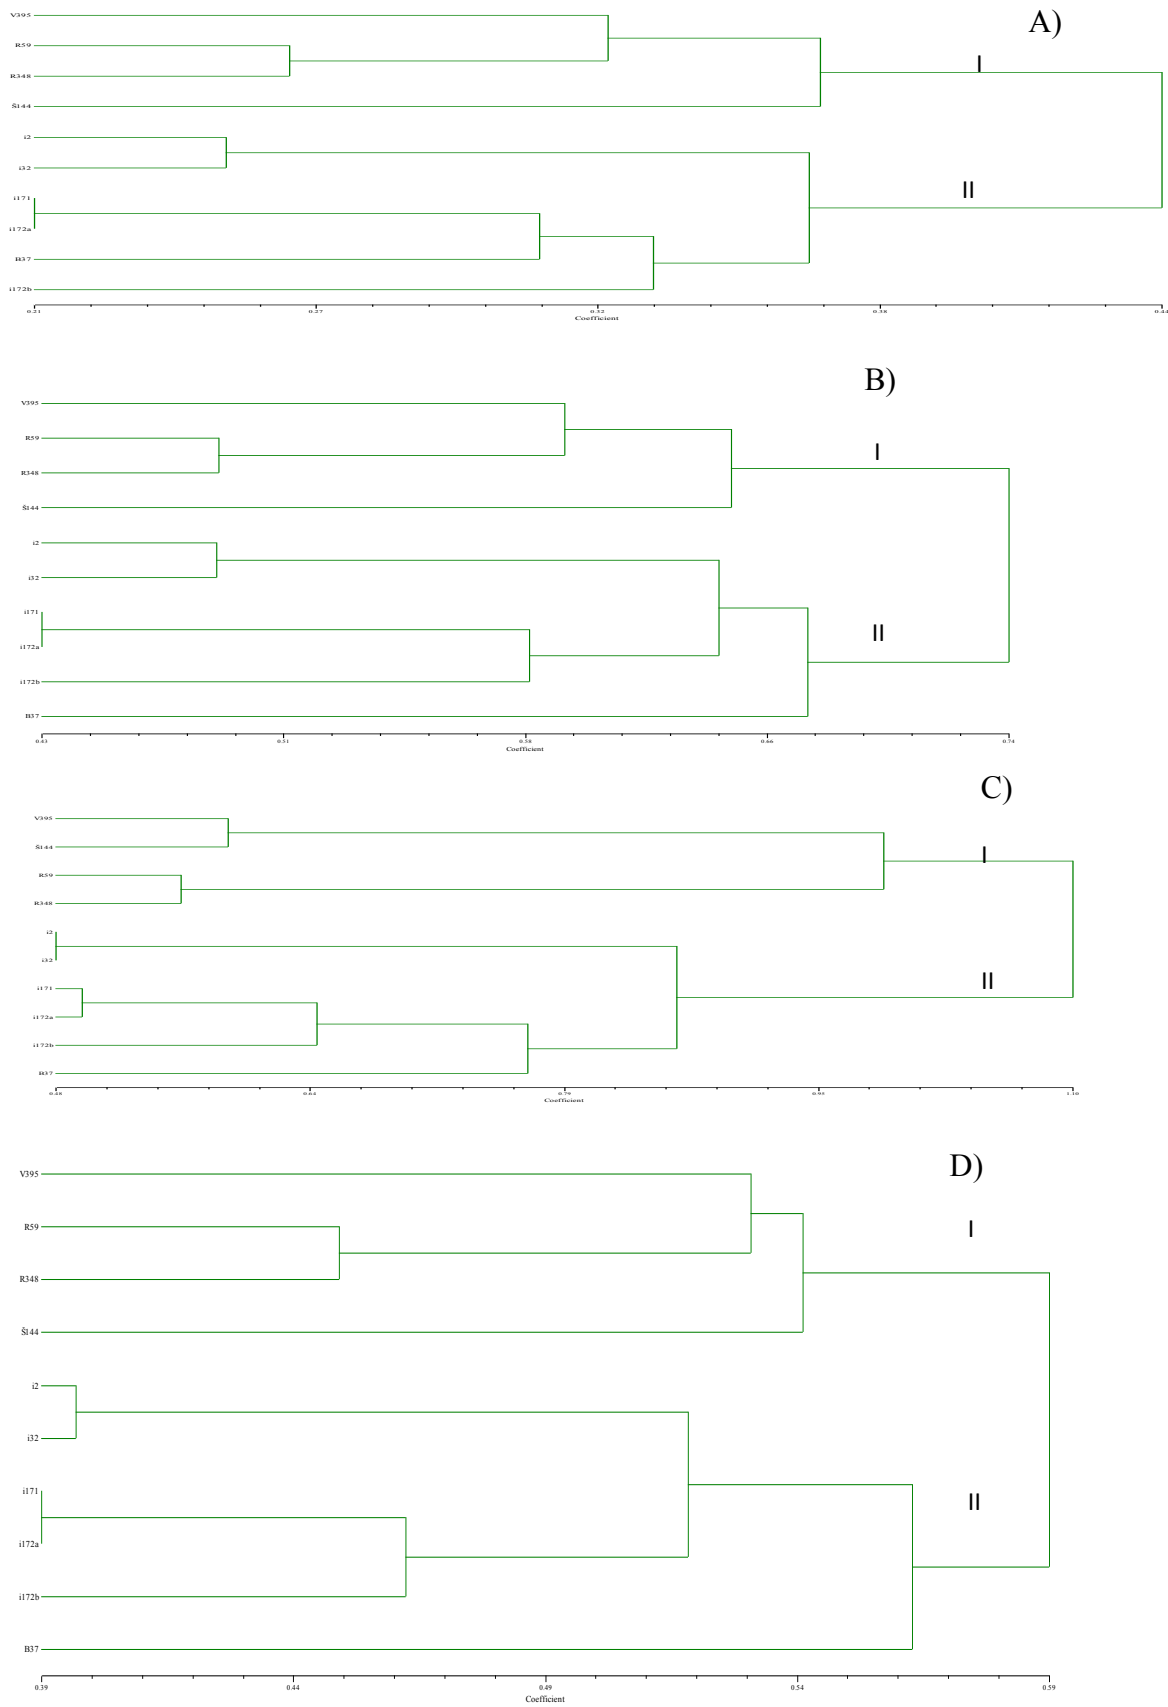 A)
V395
I
R59
R348
Š144
i2
i32
II
i171
i172a
B37
i172b
0.21 0.27 0.32 0.38 0.44
Coefficient
B)
V395
R59
I
R348
Š144
i2
i32
i171
II
i172a
i172b
B37
0.43 0.51 0.58 0.66 0.74
Coefficient
C)
V395
Š144
I
R59
R348
i2
i32
II
i171
i172a
i172b
B37
0.48 0.64 0.79 0.95 1.10
Coefficient
D)
V395
R59
I
R348
Š144
i2
i32
i171
II
i172a
i172b
B37
0.39 0.44 0.49 0.54 0.59
Coefficient